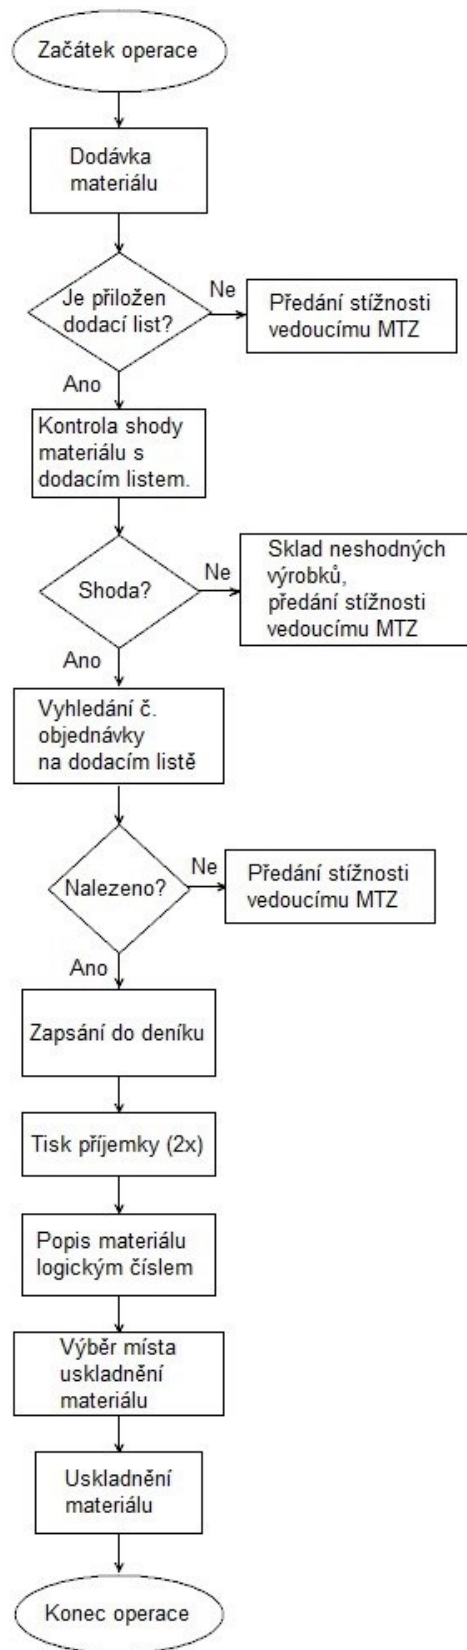 Začátek operace
Dodávka
materiálu
Je přiložen
dodací list?
Ne
Předání stížnosti
vedoucímu MTZ
Ano
Kontrola shody
materiálu s
dodacím listem.
Shoda?
Ne
Sklad neshodných
výrobků,
předání stížnosti
vedoucímu MTZ
Ano
Vyhledání č.
objednávky
na dodacím listě
Nalezeno?
Ne
Předání stížnosti
vedoucímu MTZ
Ano
Zapsání do deníku
Tisk příjemky (2x)
Popis materiálu
logickým číslem
Výběr místa
uskladnění
materiálu
Uskladnění
materiálu
Konec operace